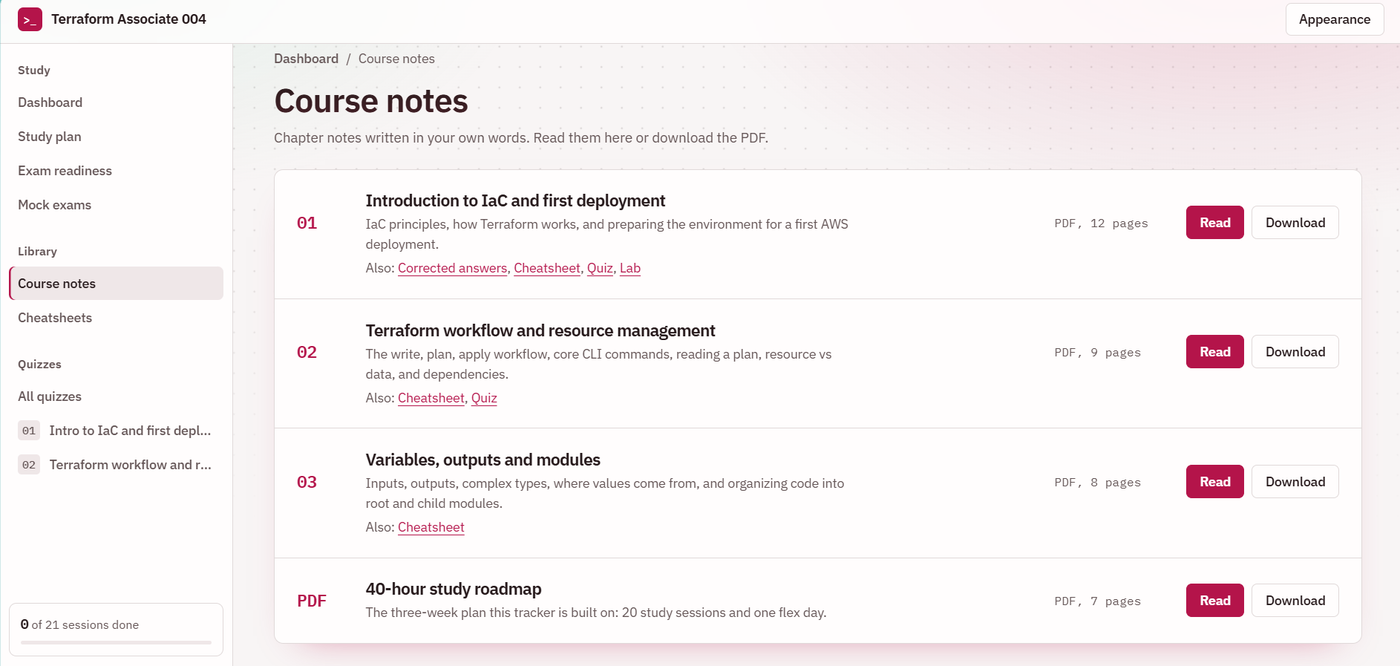 >_ Terraform Associate 004
Appearance
Study
Dashboard
Study plan
Exam readiness
Mock exams
Library
Course notes
Cheatsheets
Quizzes
All quizzes
01 Intro to IaC and first depl...
02 Terraform workflow and r...
0 of 21 sessions done
Dashboard / Course notes
Course notes
Chapter notes written in your own words. Read them here or download the PDF.
01
Introduction to IaC and first deployment
IaC principles, how Terraform works, and preparing the environment for a first AWS
deployment.
Also: Corrected answers, Cheatsheet, Quiz, Lab
PDF, 12 pages
Read
Download
02
Terraform workflow and resource management
The write, plan, apply workflow, core CLI commands, reading a plan, resource vs
data, and dependencies.
Also: Cheatsheet, Quiz
PDF, 9 pages
Read
Download
03
Variables, outputs and modules
Inputs, outputs, complex types, where values come from, and organizing code into
root and child modules.
Also: Cheatsheet
PDF, 8 pages
Read
Download
PDF
40-hour study roadmap
The three-week plan this tracker is built on: 20 study sessions and one flex day.
PDF, 7 pages
Read
Download